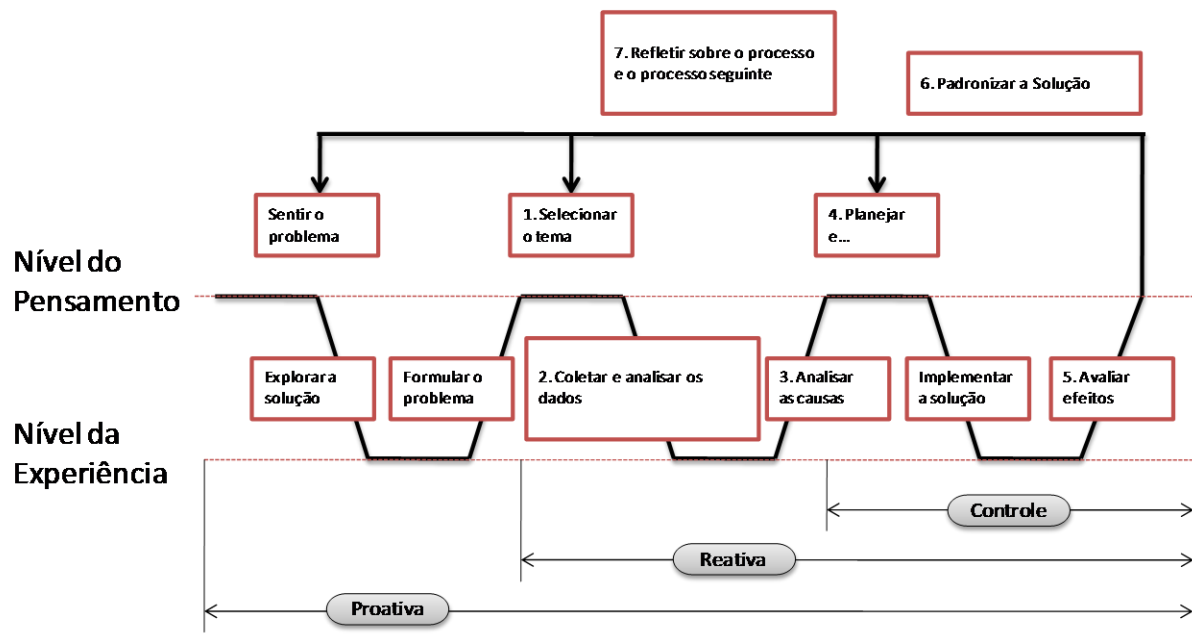 7. Refletir sobre o processo
e o processo seguinte
6. Padronizar a Solução
Sentir o
problema
1. Selecionar
o tema
4. Planejar
e...
Nível do
Pensamento
Explorar a
solução
Formular o
problema
2. Coletar e analisar os
dados
3. Analisar
as causas
Implementar
a solução
5. Avaliar
efeitos
Nível da
Experiência
Controle
Reativa
Proativa